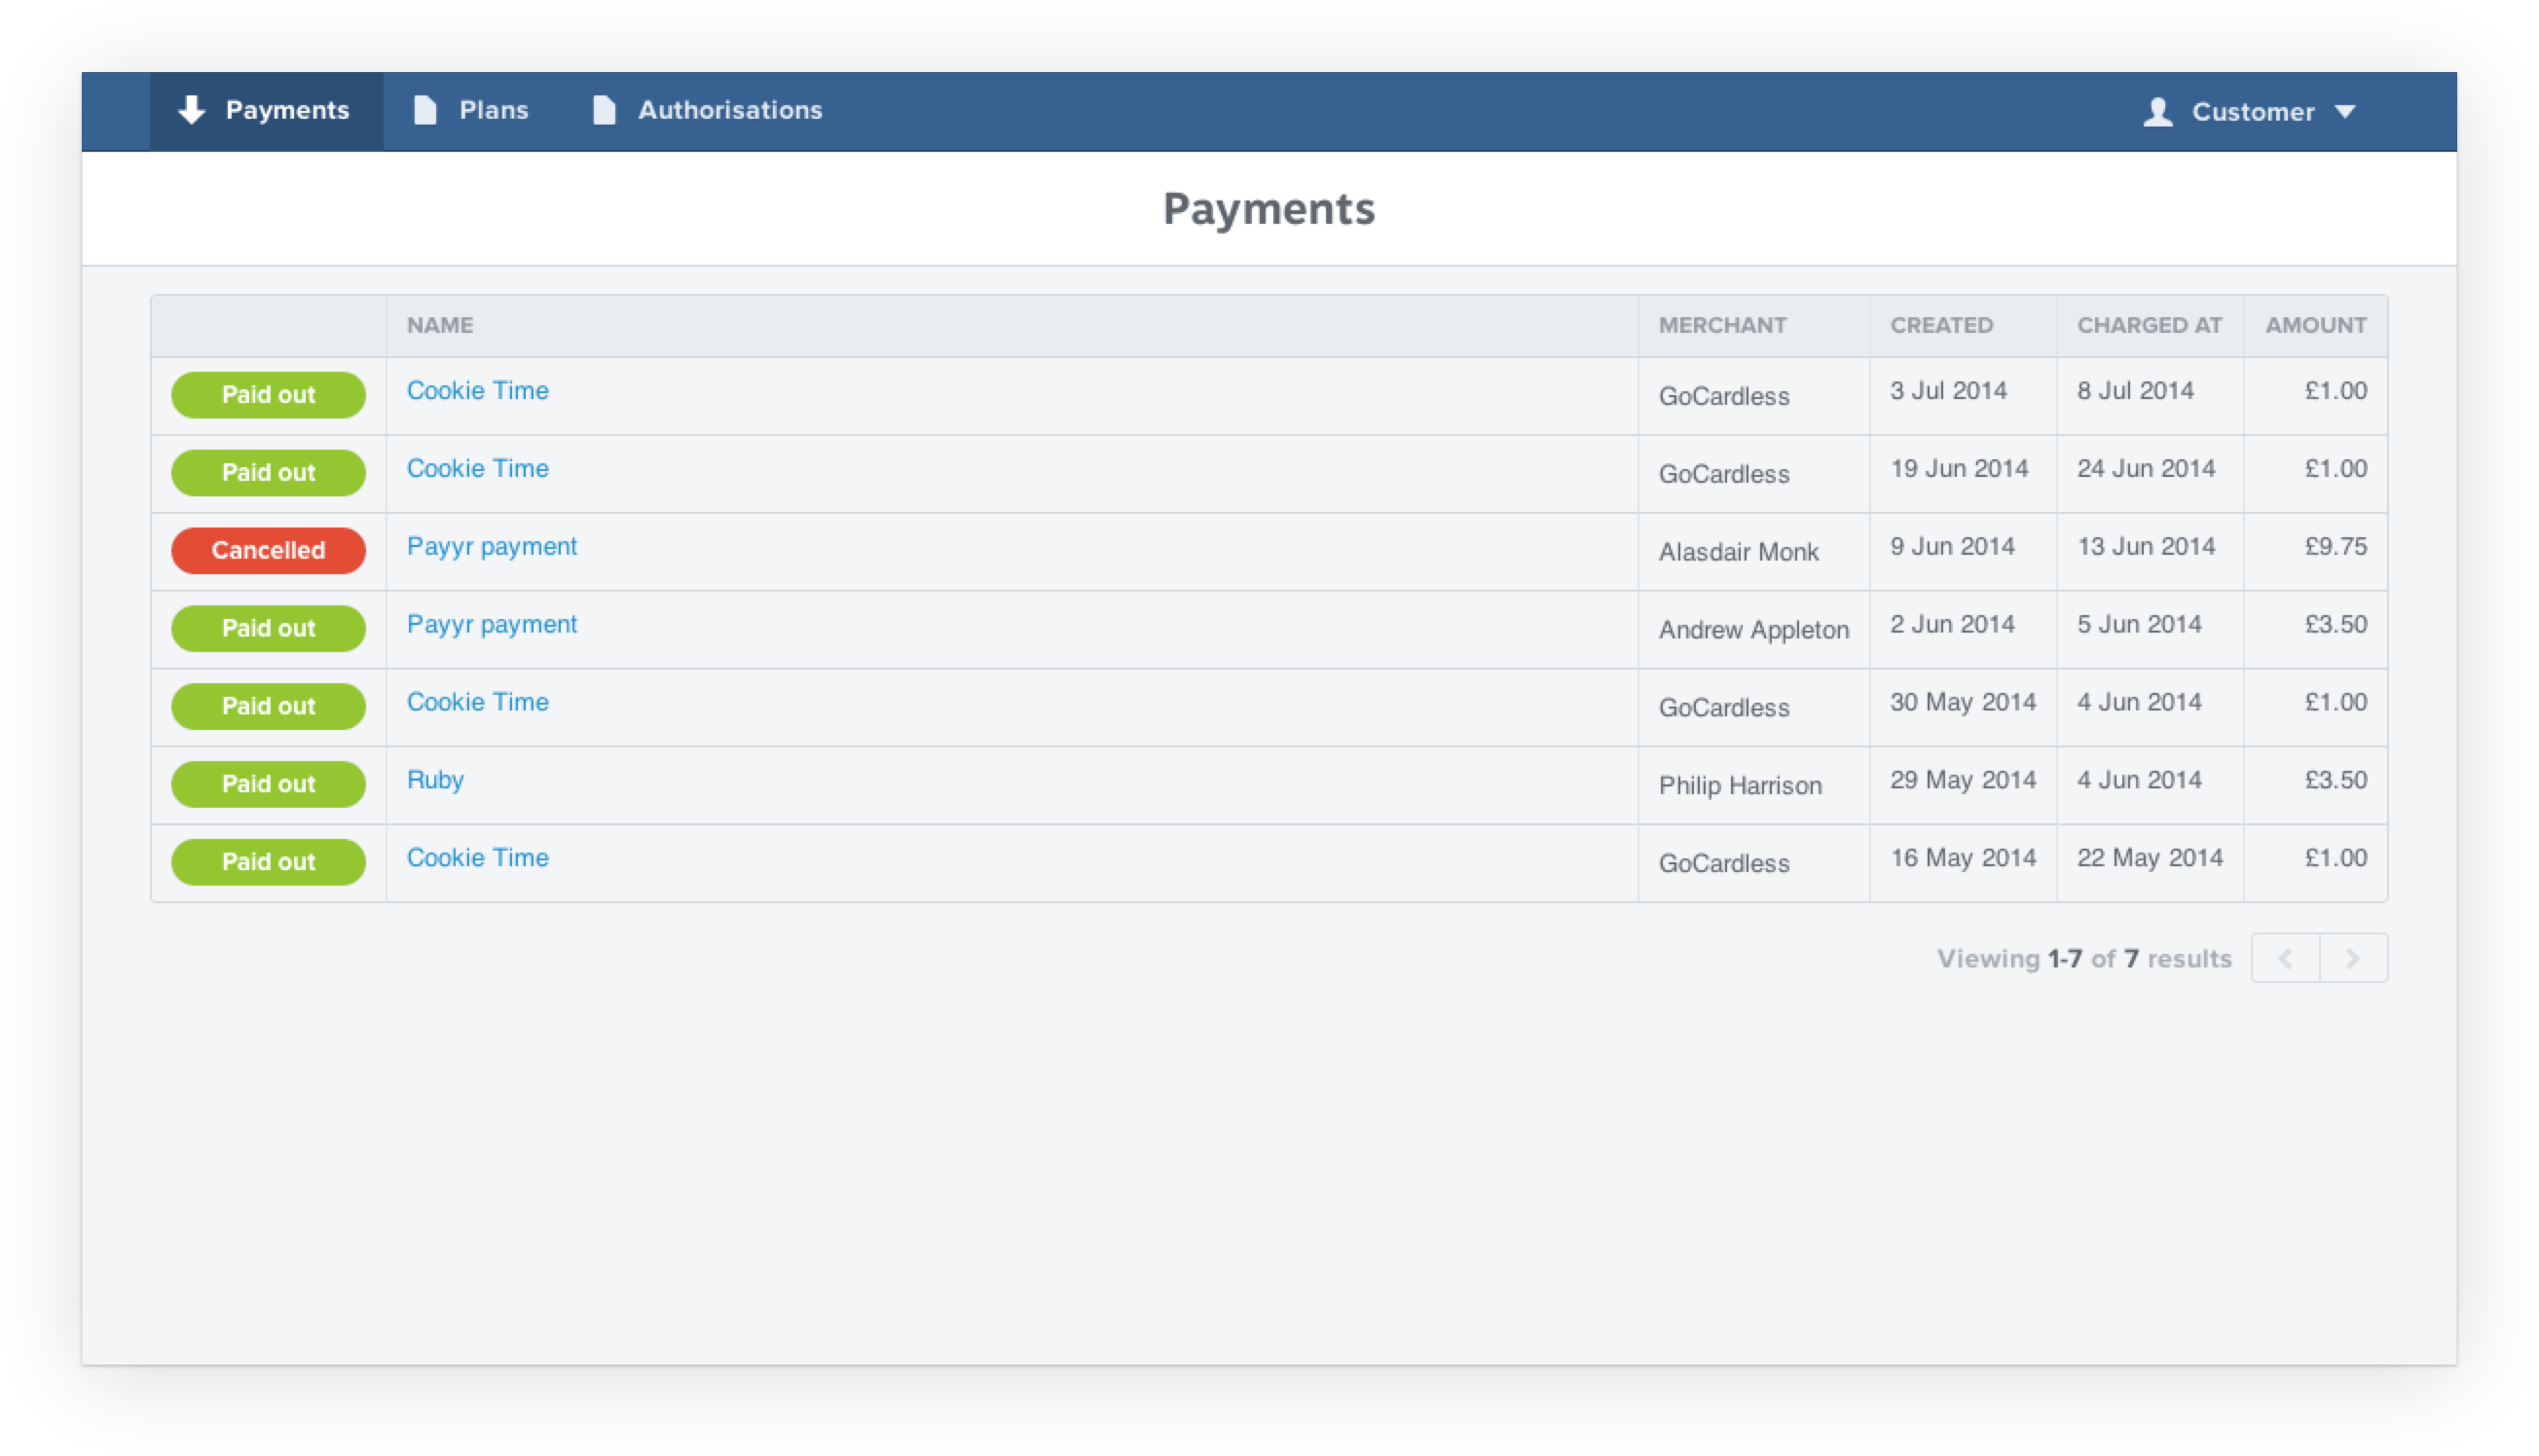 Payments Plans Authorisations Customer
Payments
NAME MERCHANT CREATED CHARGED AT AMOUNT
Paid out Cookie Time GoCardless 3 Jul 2014 8 Jul 2014 £1.00
Paid out Cookie Time GoCardless 19 Jun 2014 24 Jun 2014 £1.00
Cancelled Payyr payment Alasdair Monk 9 Jun 2014 13 Jun 2014 £9.75
Paid out Payyr payment Andrew Appleton 2 Jun 2014 5 Jun 2014 £3.50
Paid out Cookie Time GoCardless 30 May 2014 4 Jun 2014 £1.00
Paid out Ruby Philip Harrison 29 May 2014 4 Jun 2014 £3.50
Paid out Cookie Time GoCardless 16 May 2014 22 May 2014 £1.00
Viewing 1-7 of 7 results